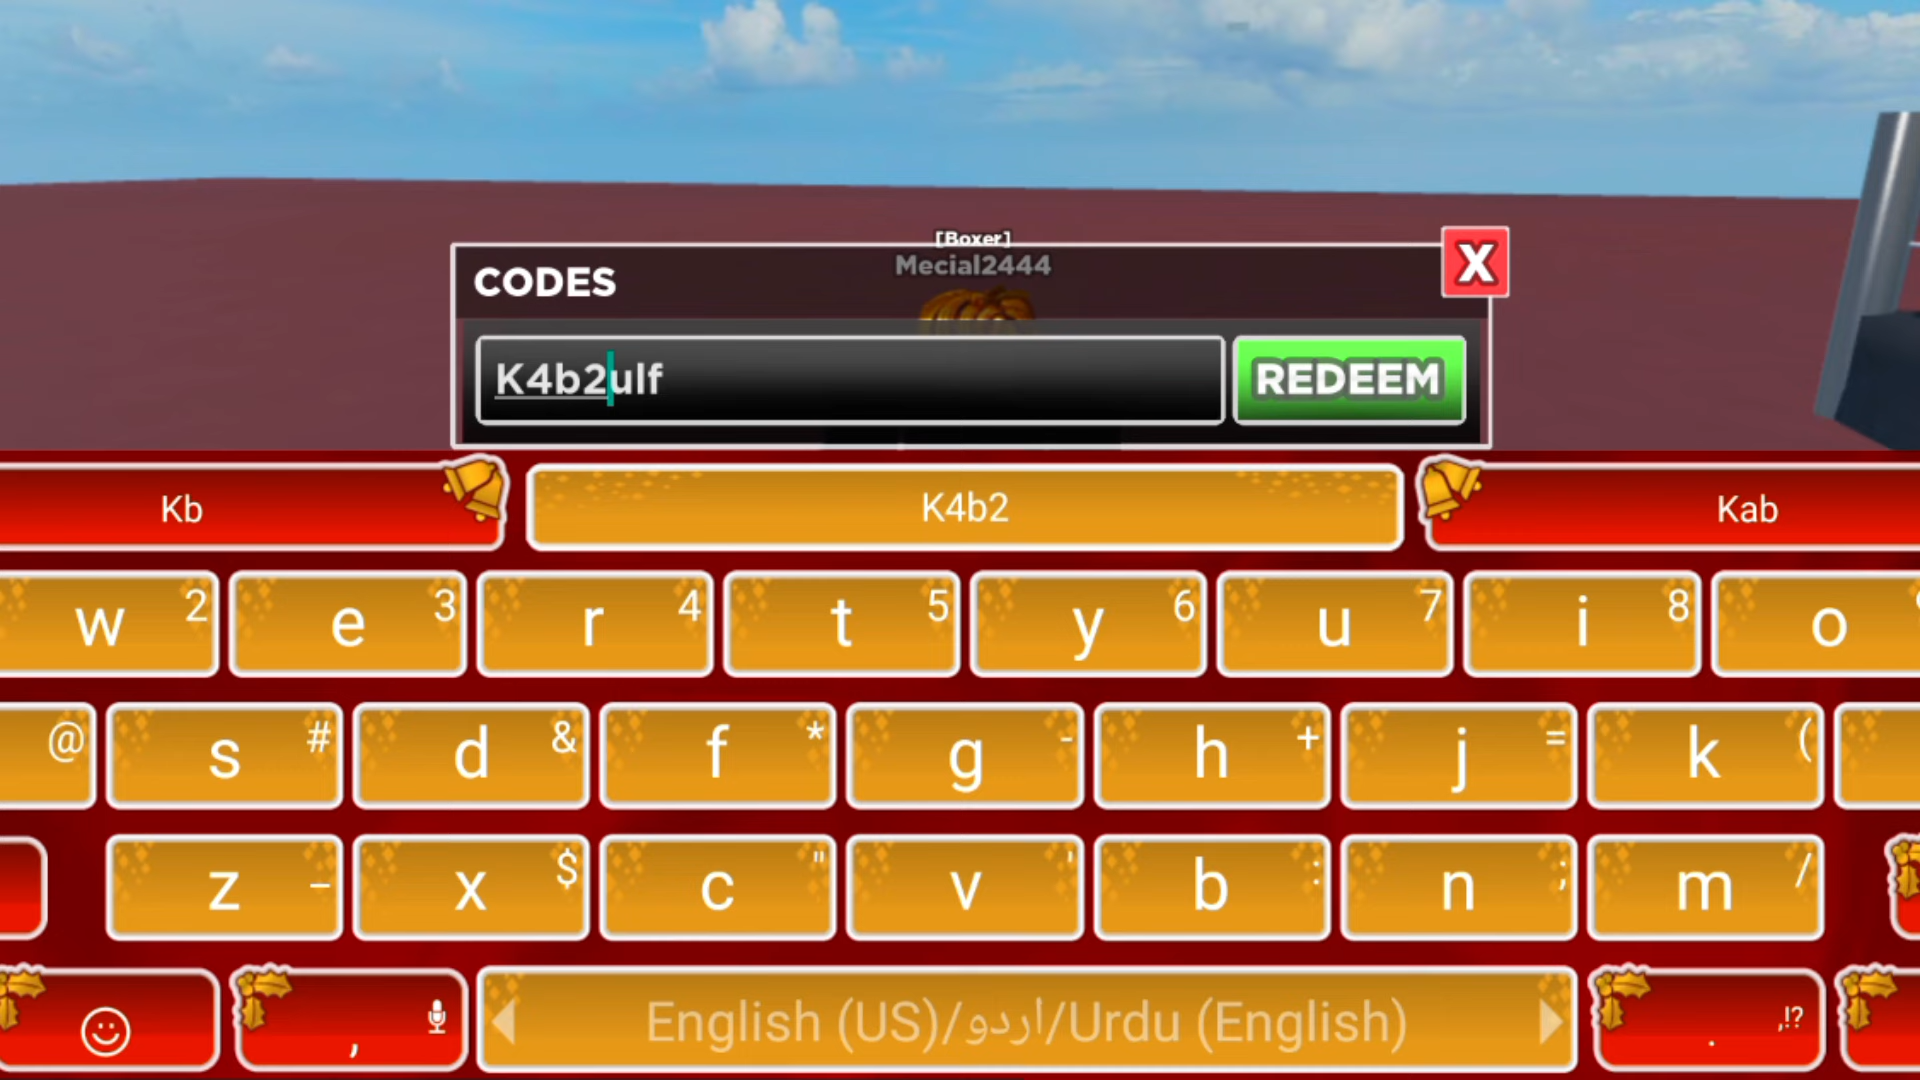 [Boxer]
Mecial2444
CODES
X
K4b2ulf
REDEEM
Kb
K4b2
Kab
w 2 e 3 r 4 t 5 y 6 u 7 i 8 o
@ s # d & f * g - h + j = k (
z – x $ c " v ' b : n ; m /
, English (US)/اردو/Urdu (English) . ,!?